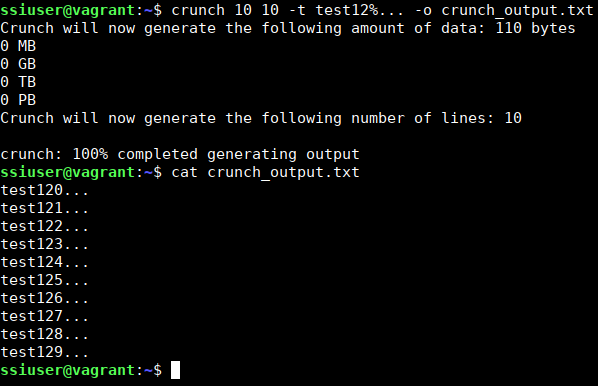 ssiuser@vagrant:~$ crunch 10 10 -t test12%... -o crunch_output.txt
Crunch will now generate the following amount of data: 110 bytes
0 MB
0 GB
0 TB
0 PB
Crunch will now generate the following number of lines: 10
crunch: 100% completed generating output
ssiuser@vagrant:~$ cat crunch_output.txt
test120...
test121...
test122...
test123...
test124...
test125...
test126...
test127...
test128...
test129...
ssiuser@vagrant:~$